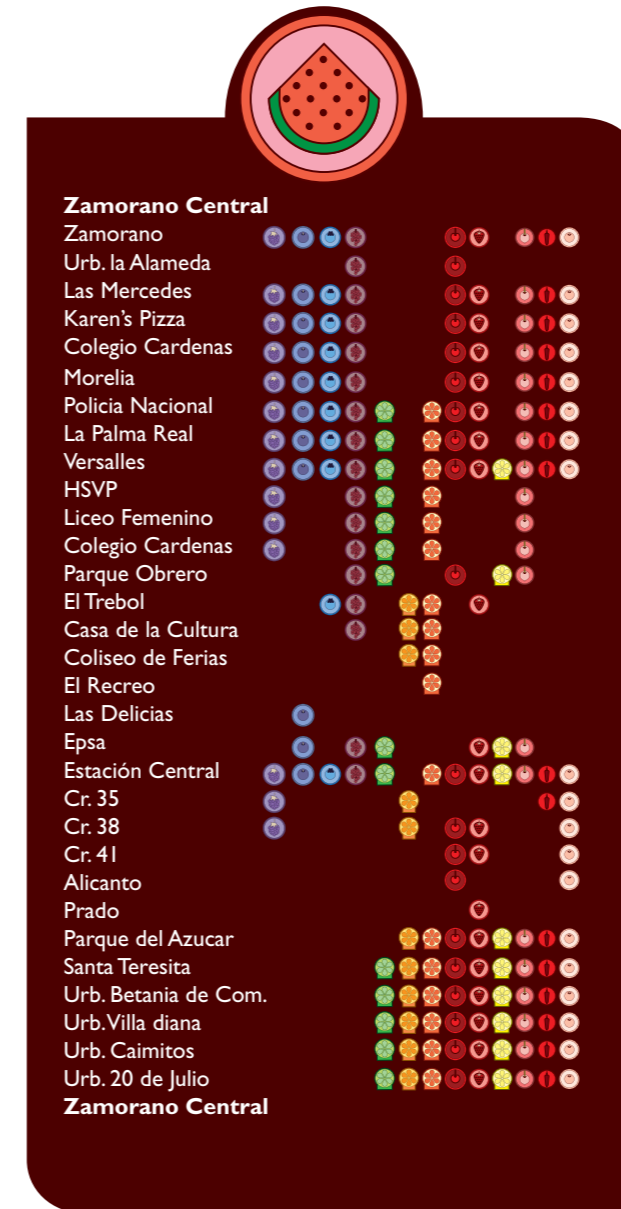 Zamorano Central
Zamorano
Urb. la Alameda
Las Mercedes
Karen's Pizza
Colegio Cardenas
Morelia
Policia Nacional
La Palma Real
Versalles
HSVP
Liceo Femenino
Colegio Cardenas
Parque Obrero
El Trebol
Casa de la Cultura
Coliseo de Ferias
El Recreo
Las Delicias
Epsa
Estación Central
Cr. 35
Cr. 38
Cr. 41
Alicanto
Prado
Parque del Azucar
Santa Teresita
Urb. Betania de Com.
Urb. Villa diana
Urb. Caimitos
Urb. 20 de Julio
Zamorano Central